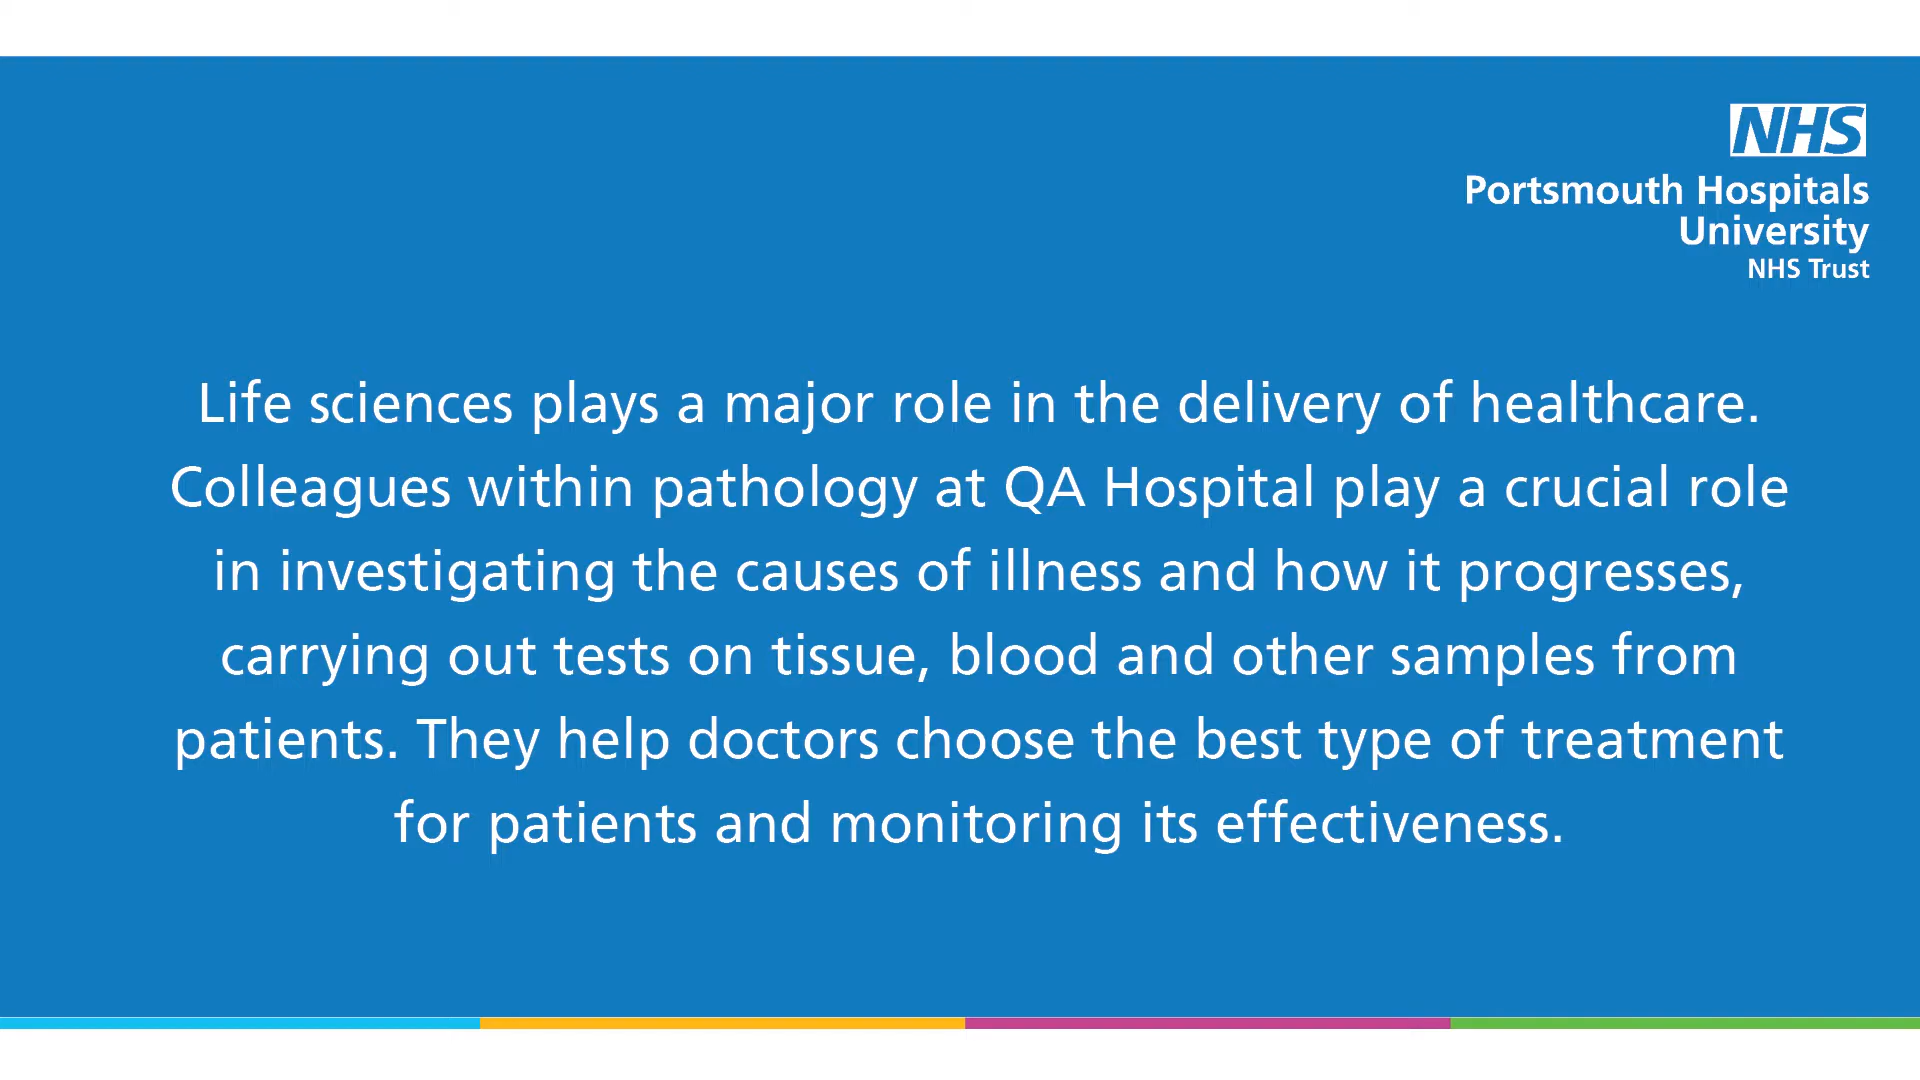 NHS
Portsmouth Hospitals
University
NHS Trust
Life sciences plays a major role in the delivery of healthcare.
Colleagues within pathology at QA Hospital play a crucial role
in investigating the causes of illness and how it progresses,
carrying out tests on tissue, blood and other samples from
patients. They help doctors choose the best type of treatment
for patients and monitoring its effectiveness.